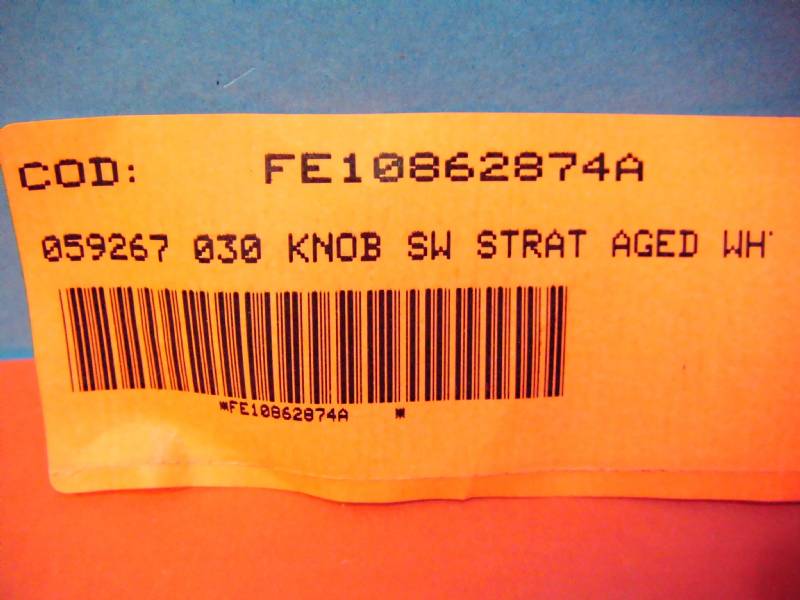 COD: FE10862874A
059267 030 KNOB SW STRAT AGED WH
*FE10862874A *